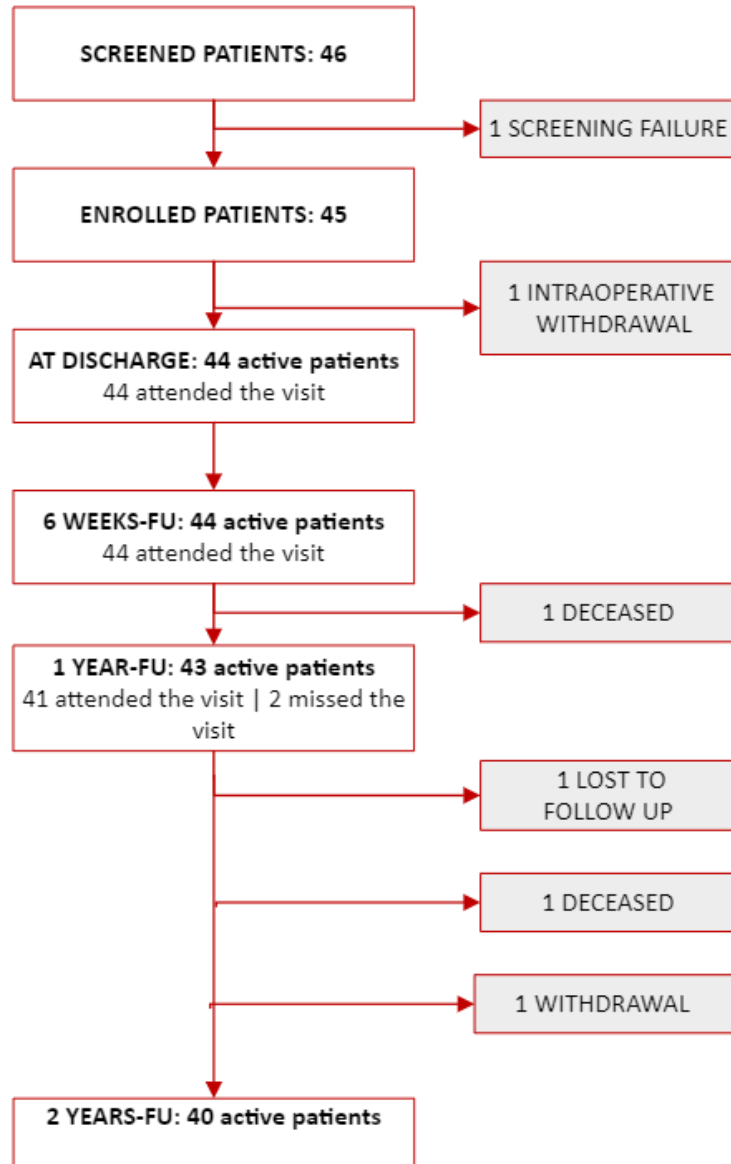 SCREENED PATIENTS: 46
1 SCREENING FAILURE
ENROLLED PATIENTS: 45
1 INTRAOPERATIVE
WITHDRAWAL
AT DISCHARGE: 44 active patients
44 attended the visit
6 WEEKS-FU: 44 active patients
44 attended the visit
1 DECEASED
1 YEAR-FU: 43 active patients
41 attended the visit | 2 missed the
visit
1 LOST TO
FOLLOW UP
1 DECEASED
1 WITHDRAWAL
2 YEARS-FU: 40 active patients